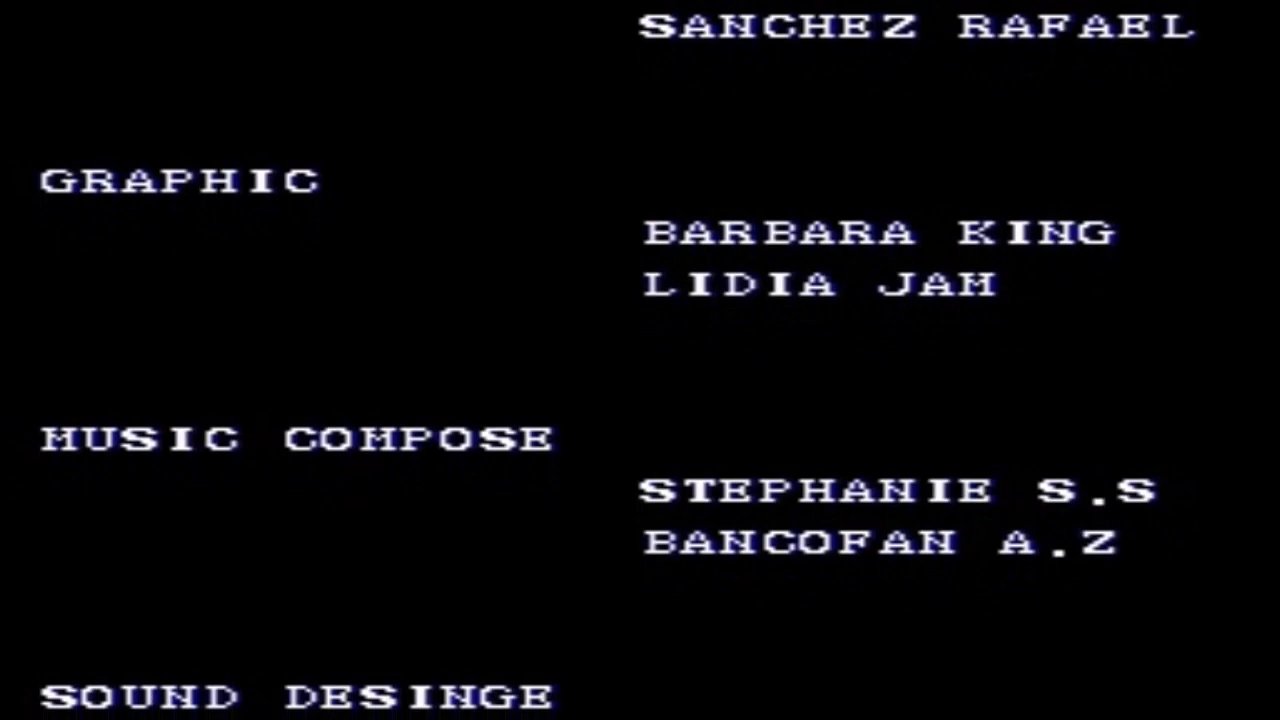 SANCHEZ RAFAEL
GRAPHIC
BARBARA KING
LIDIA JAM
MUSIC COMPOSE
STEPHANIE S.S
BANCOFAN A.Z
SOUND DESINGE